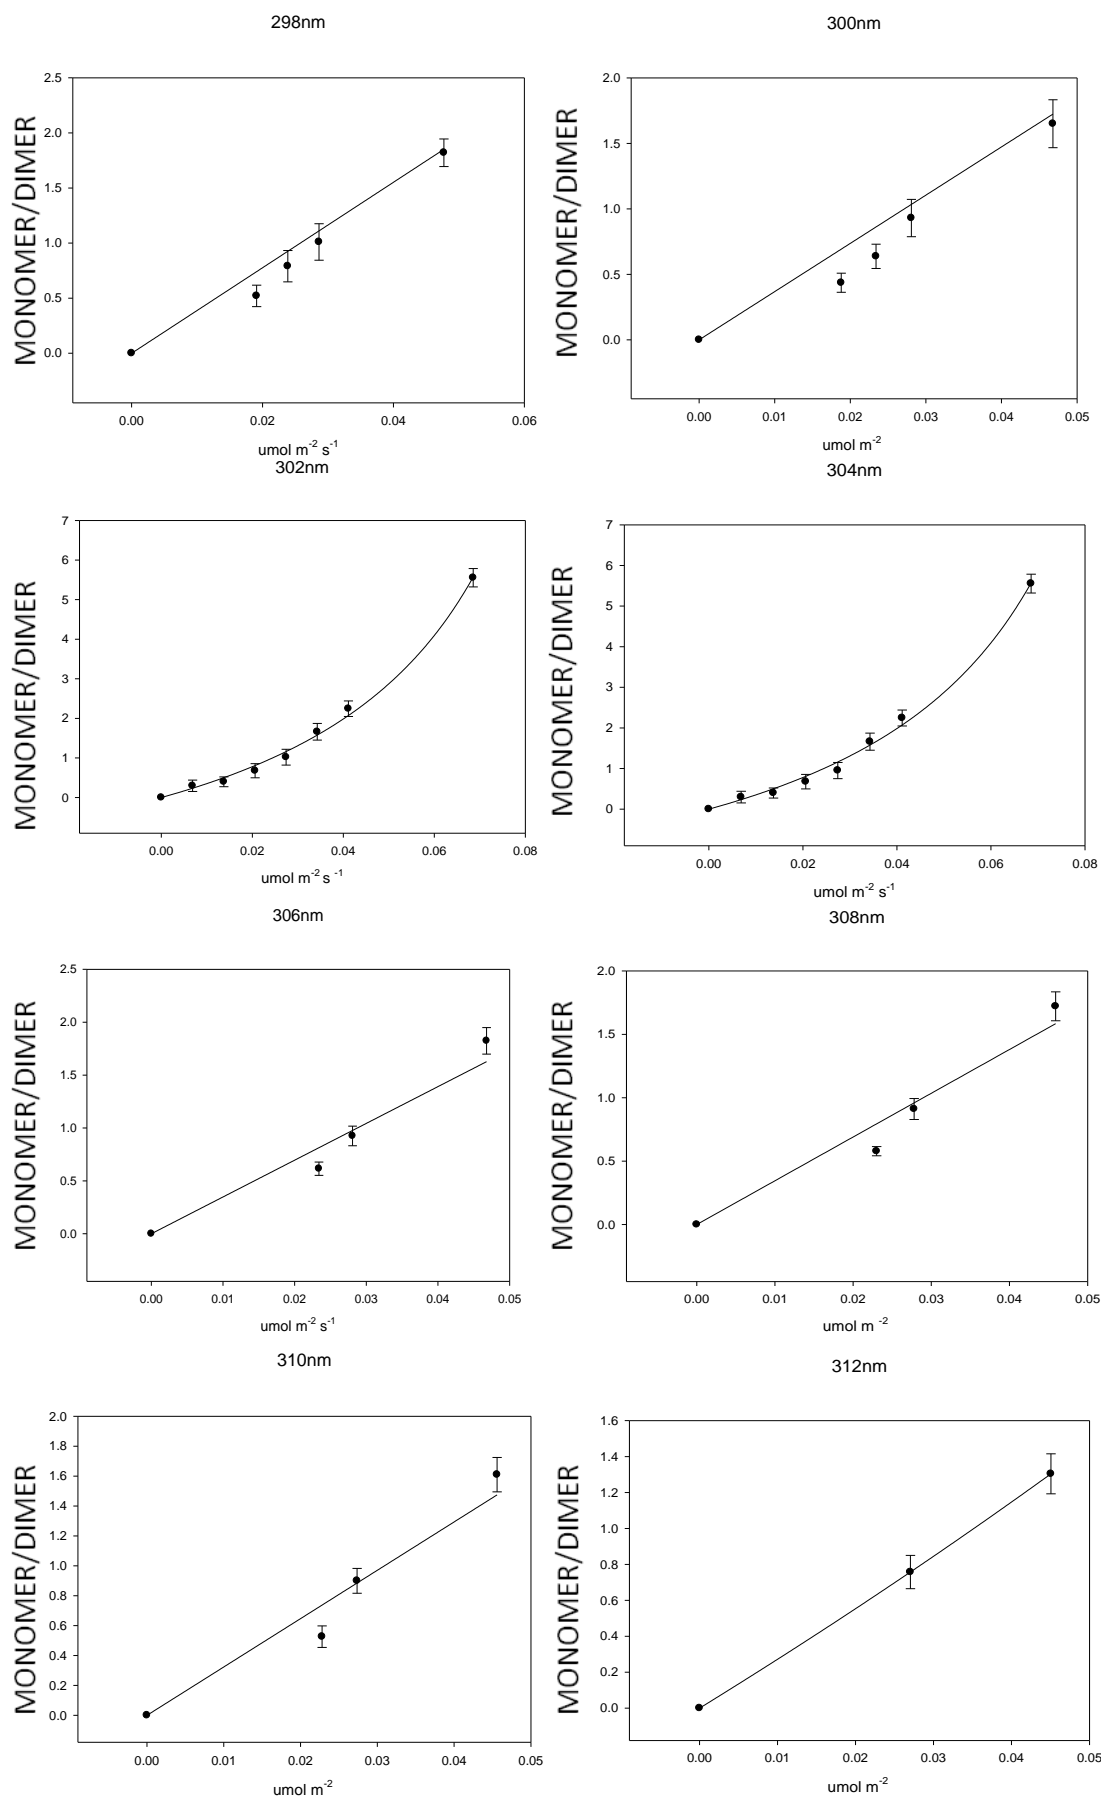 298nm
MONOMER/DIMER
2.5
2.0
1.5
1.0
0.5
0.0
0.00 0.02 0.04 0.06
umol m-2 s-1
300nm
MONOMER/DIMER
2.0
1.5
1.0
0.5
0.0
0.00 0.01 0.02 0.03 0.04 0.05
umol m-2
302nm
MONOMER/DIMER
7
6
5
4
3
2
1
0
0.00 0.02 0.04 0.06 0.08
umol m-2 s -1
304nm
MONOMER/DIMER
7
6
5
4
3
2
1
0
0.00 0.02 0.04 0.06 0.08
umol m-2 s-1
306nm
MONOMER/DIMER
2.5
2.0
1.5
1.0
0.5
0.0
0.00 0.01 0.02 0.03 0.04 0.05
umol m-2 s-1
308nm
MONOMER/DIMER
2.0
1.5
1.0
0.5
0.0
0.00 0.01 0.02 0.03 0.04 0.05
umol m -2
310nm
MONOMER/DIMER
2.0
1.8
1.6
1.4
1.2
1.0
0.8
0.6
0.4
0.2
0.0
0.00 0.01 0.02 0.03 0.04 0.05
umol m-2
312nm
MONOMER/DIMER
1.6
1.4
1.2
1.0
0.8
0.6
0.4
0.2
0.0
0.00 0.01 0.02 0.03 0.04 0.05
umol m-2